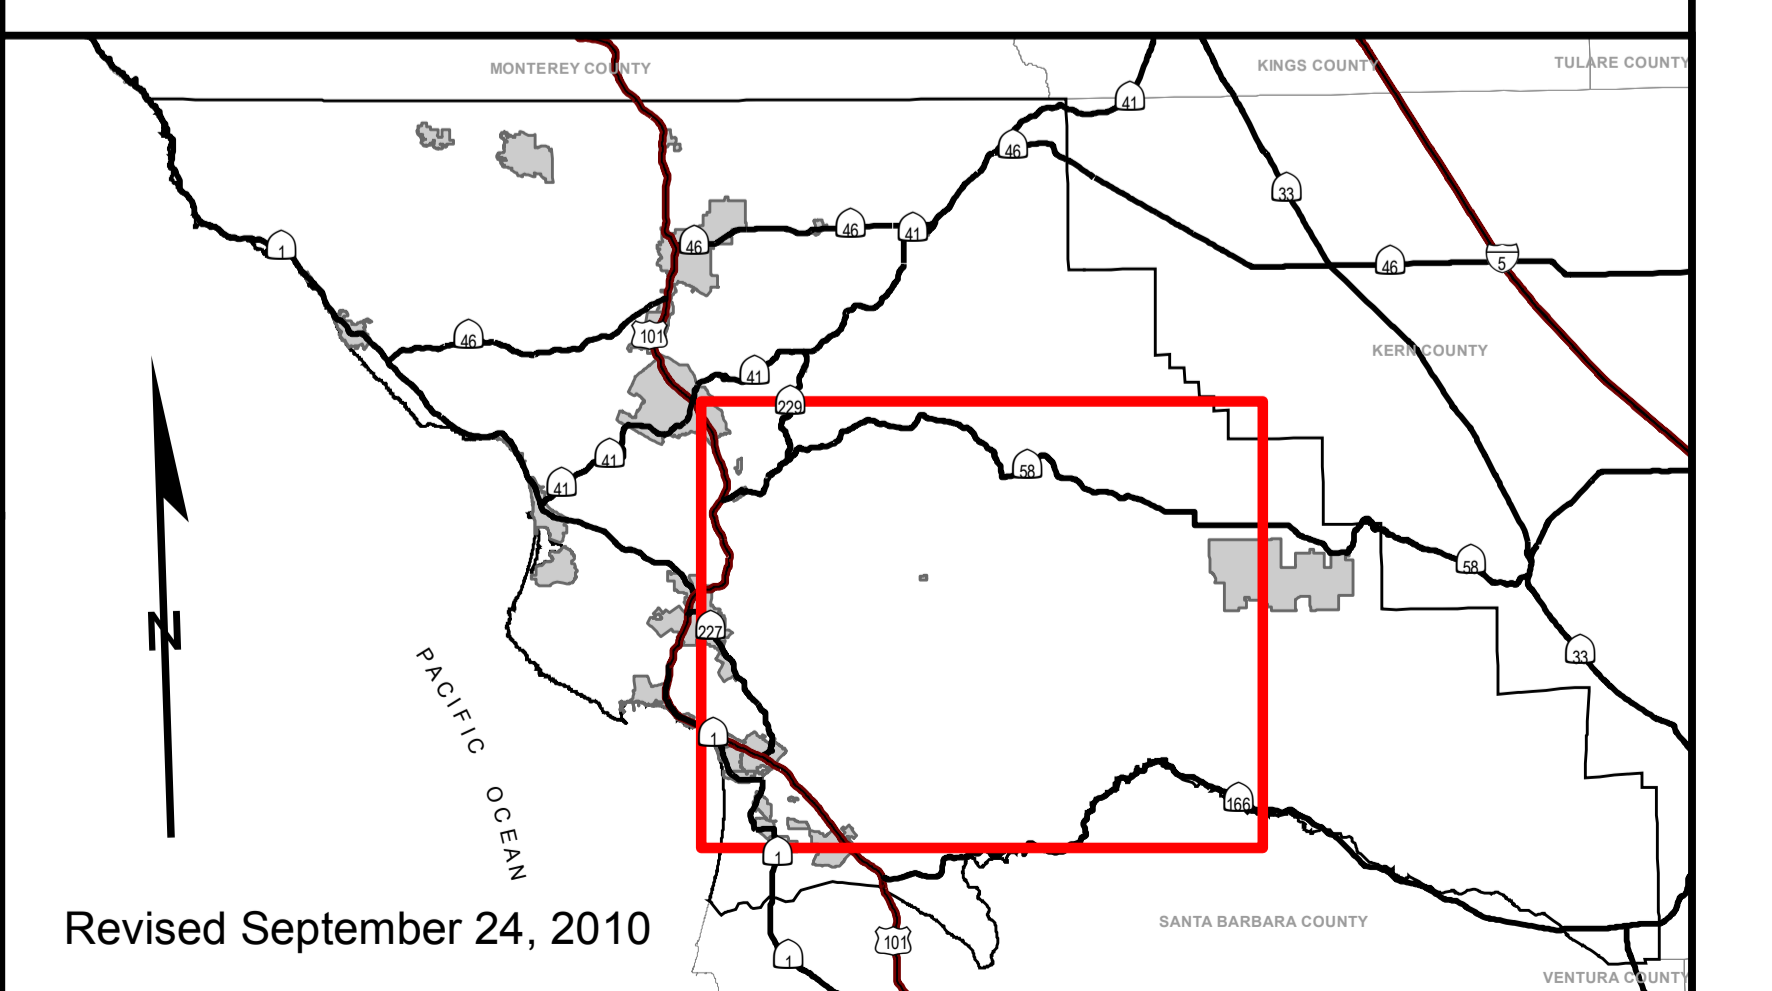 MONTEREY COUNTY
KINGS COUNTY
TULARE COUNTY
41
46
33
1
46
46
41
46
5
46
101
41
KERN COUNTY
229
41
58
41
58
N
227
33
PACIFIC OCEAN
1
166
1
Revised September 24, 2010
SANTA BARBARA COUNTY
101
1
VENTURA COUNTY